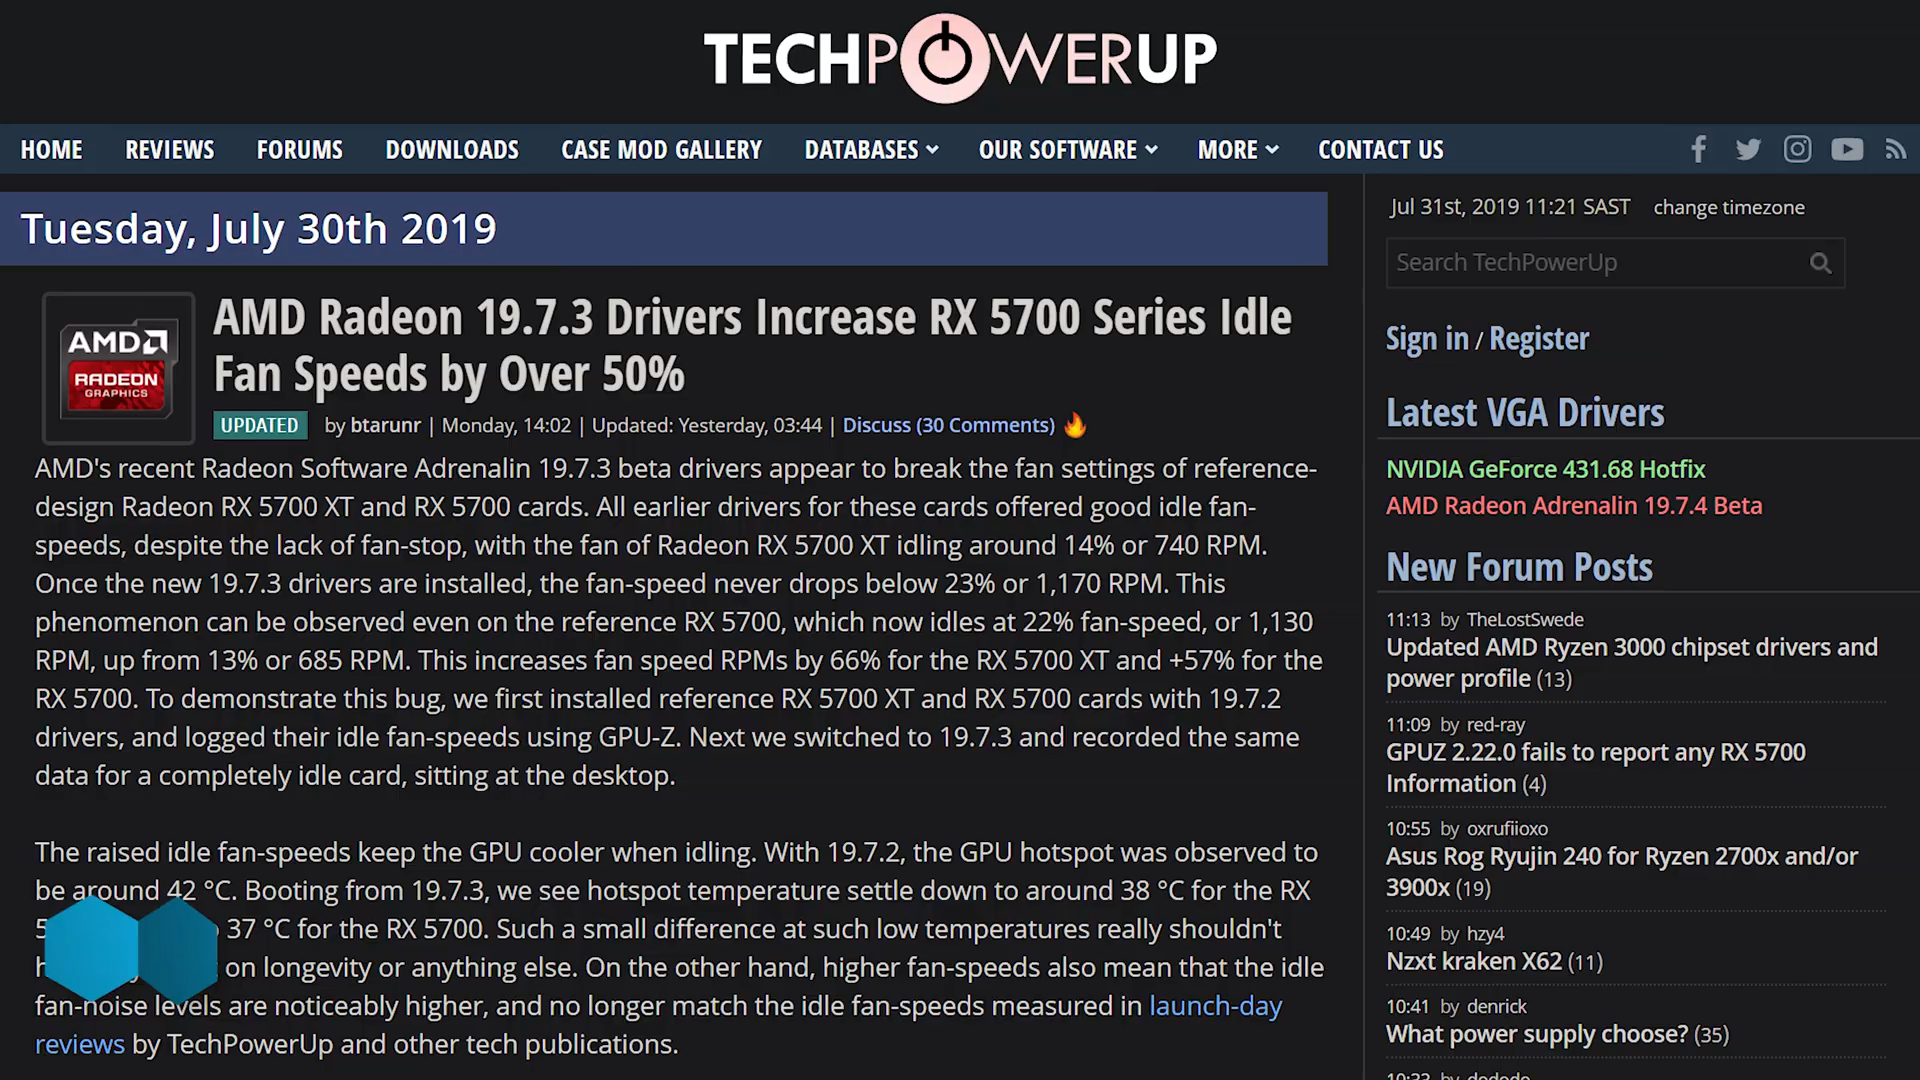 TECHPOWERUP
HOME REVIEWS FORUMS DOWNLOADS CASE MOD GALLERY DATABASES OUR SOFTWARE MORE CONTACT US
Tuesday, July 30th 2019
AMD RADEON GRAPHICS
AMD Radeon 19.7.3 Drivers Increase RX 5700 Series Idle
Fan Speeds by Over 50%
UPDATED by btarunr | Monday, 14:02 | Updated: Yesterday, 03:44 | Discuss (30 Comments)
AMD's recent Radeon Software Adrenalin 19.7.3 beta drivers appear to break the fan settings of reference-
design Radeon RX 5700 XT and RX 5700 cards. All earlier drivers for these cards offered good idle fan-
speeds, despite the lack of fan-stop, with the fan of Radeon RX 5700 XT idling around 14% or 740 RPM.
Once the new 19.7.3 drivers are installed, the fan-speed never drops below 23% or 1,170 RPM. This
phenomenon can be observed even on the reference RX 5700, which now idles at 22% fan-speed, or 1,130
RPM, up from 13% or 685 RPM. This increases fan speed RPMs by 66% for the RX 5700 XT and +57% for the
RX 5700. To demonstrate this bug, we first installed reference RX 5700 XT and RX 5700 cards with 19.7.2
drivers, and logged their idle fan-speeds using GPU-Z. Next we switched to 19.7.3 and recorded the same
data for a completely idle card, sitting at the desktop.
The raised idle fan-speeds keep the GPU cooler when idling. With 19.7.2, the GPU hotspot was observed to
be around 42 °C. Booting from 19.7.3, we see hotspot temperature settle down to around 38 °C for the RX
37 °C for the RX 5700. Such a small difference at such low temperatures really shouldn't
on longevity or anything else. On the other hand, higher fan-speeds also mean that the idle
fan-noise levels are noticeably higher, and no longer match the idle fan-speeds measured in launch-day
reviews by TechPowerUp and other tech publications.
Jul 31st, 2019 11:21 SAST change timezone
Search TechPowerUp
Sign in / Register
Latest VGA Drivers
NVIDIA GeForce 431.68 Hotfix
AMD Radeon Adrenalin 19.7.4 Beta
New Forum Posts
11:13 by TheLostSwede
Updated AMD Ryzen 3000 chipset drivers and
power profile (13)
11:09 by red-ray
GPUZ 2.22.0 fails to report any RX 5700
Information (4)
10:55 by oxrufiioxo
Asus Rog Ryujin 240 for Ryzen 2700x and/or
3900x (19)
10:49 by hzy4
Nzxt kraken X62 (11)
10:41 by denrick
What power supply choose? (35)